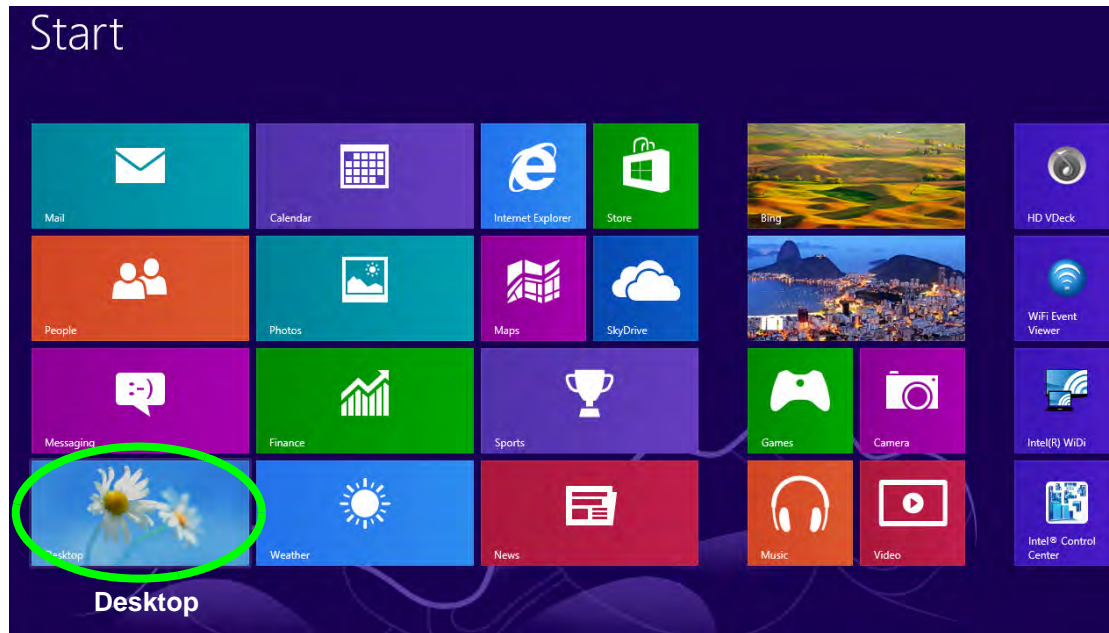 Start
Mail
Calendar
Internet Explorer
Store
Bing
HD VDeck
People
Photos
Maps
SkyDrive
WiFi Event
Viewer
Messaging
:-)
Finance
Sports
Games
Camera
Intel(R) WiDi
Desktop
Weather
News
Music
Video
Intel® Control
Center
Desktop